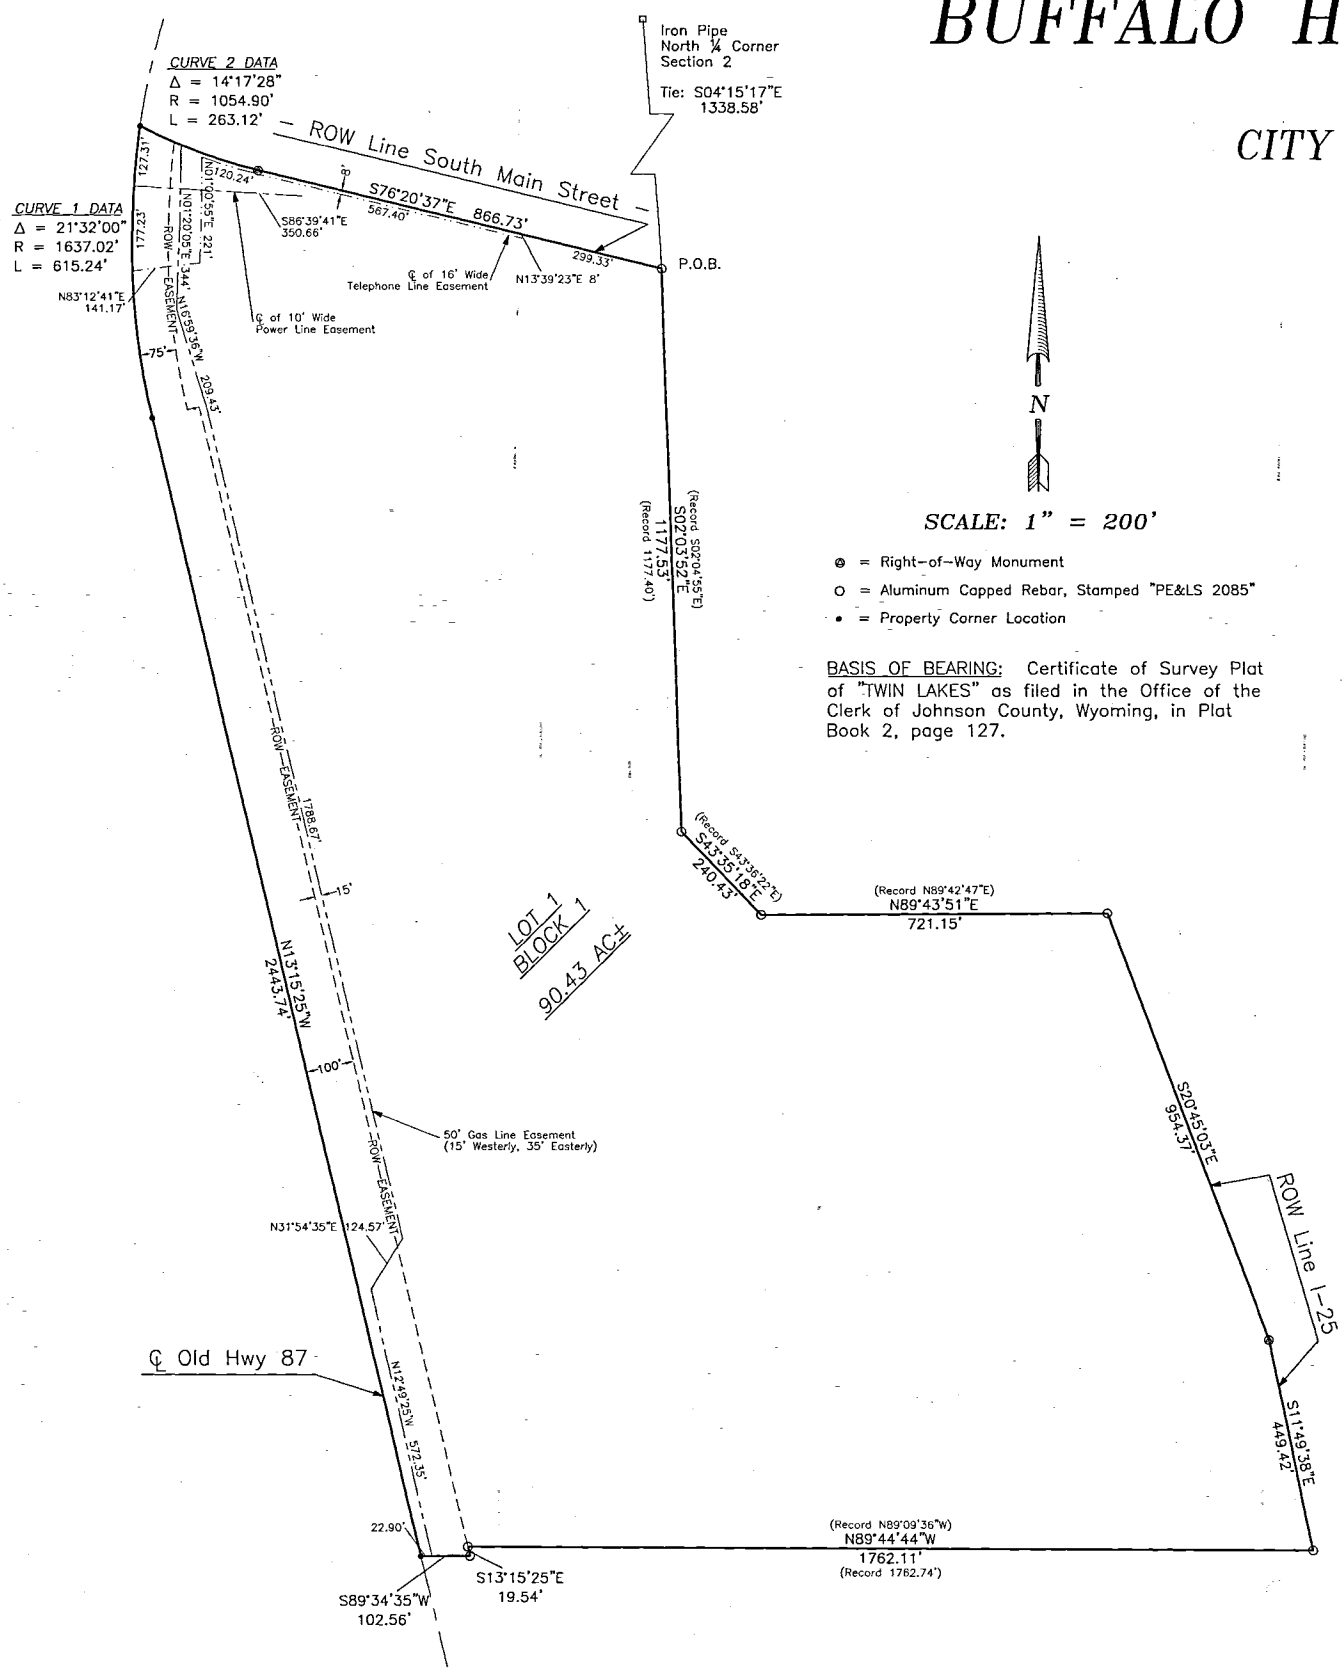 BUFFALO H
CITY
Iron Pipe
North ¼ Corner
Section 2
Tie: S04°15'17"E
1338.58'
CURVE 2 DATA
Δ = 14°17'28"
R = 1054.90'
L = 263.12'
ROW Line South Main Street
CURVE 1 DATA
Δ = 21°32'00"
R = 1637.02'
L = 615.24'
127.31'
177.23'
N83°12'41"E
141.17'
75'
120.24'
8'
S76°20'37"E 866.73'
567.40'
299.33'
P.O.B.
N01°00'55"E 221'
N01°20'05"E 344'
N16°59'36"W 209.43'
ROW EASEMENT
S86°39'41"E
350.66'
℄ of 16' Wide
Telephone Line Easement
N13°39'23"E 8'
℄ of 10' Wide
Power Line Easement
N
SCALE: 1" = 200'
= Right-of-Way Monument
= Aluminum Capped Rebar, Stamped "PE&LS 2085"
= Property Corner Location
BASIS OF BEARING: Certificate of Survey Plat
of "TWIN LAKES" as filed in the Office of the
Clerk of Johnson County, Wyoming, in Plat
Book 2, page 127.
(Record S02°04'55"E)
S02°03'52"E
1177.53'
(Record 1177.40')
(Record S43°36'22"E)
S43°35'18"E
240.43'
(Record N89°42'47"E)
N89°43'51"E
721.15'
LOT 1
BLOCK 1
90.43 AC±
ROW EASEMENT
1788.67'
15'
N13°15'25"W
2443.74'
100'
50' Gas Line Easement
(15' Westerly, 35' Easterly)
ROW EASEMENT
N31°54'35"E 124.57'
S20°45'03"E
954.37'
ROW Line I-25
℄ Old Hwy 87
N12°49'25"W 572.35'
S11°49'38"E
449.42'
22.90'
(Record N89°09'36"W)
N89°44'44"W
1762.11'
(Record 1762.74')
S13°15'25"E
19.54'
S89°34'35"W
102.56'